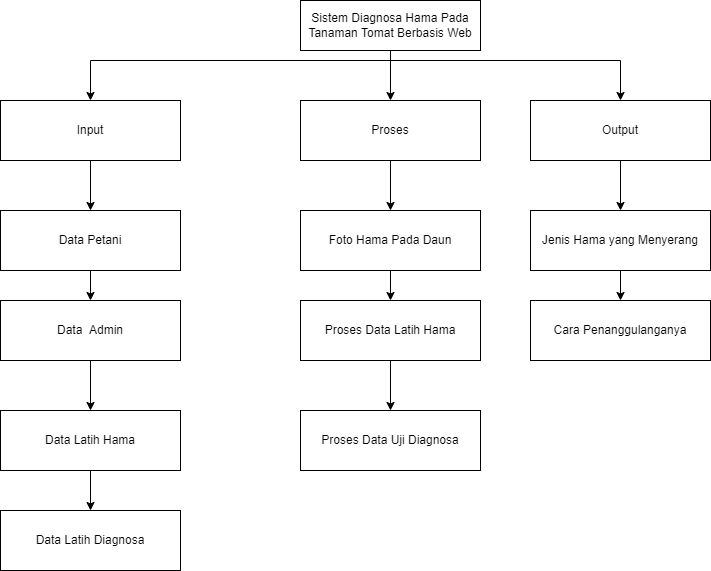 Sistem Diagnosa Hama Pada
Tanaman Tomat Berbasis Web
Input
Proses
Output
Data Petani
Foto Hama Pada Daun
Jenis Hama yang Menyerang
Data Admin
Proses Data Latih Hama
Cara Penanggulanganya
Data Latih Hama
Proses Data Uji Diagnosa
Data Latih Diagnosa